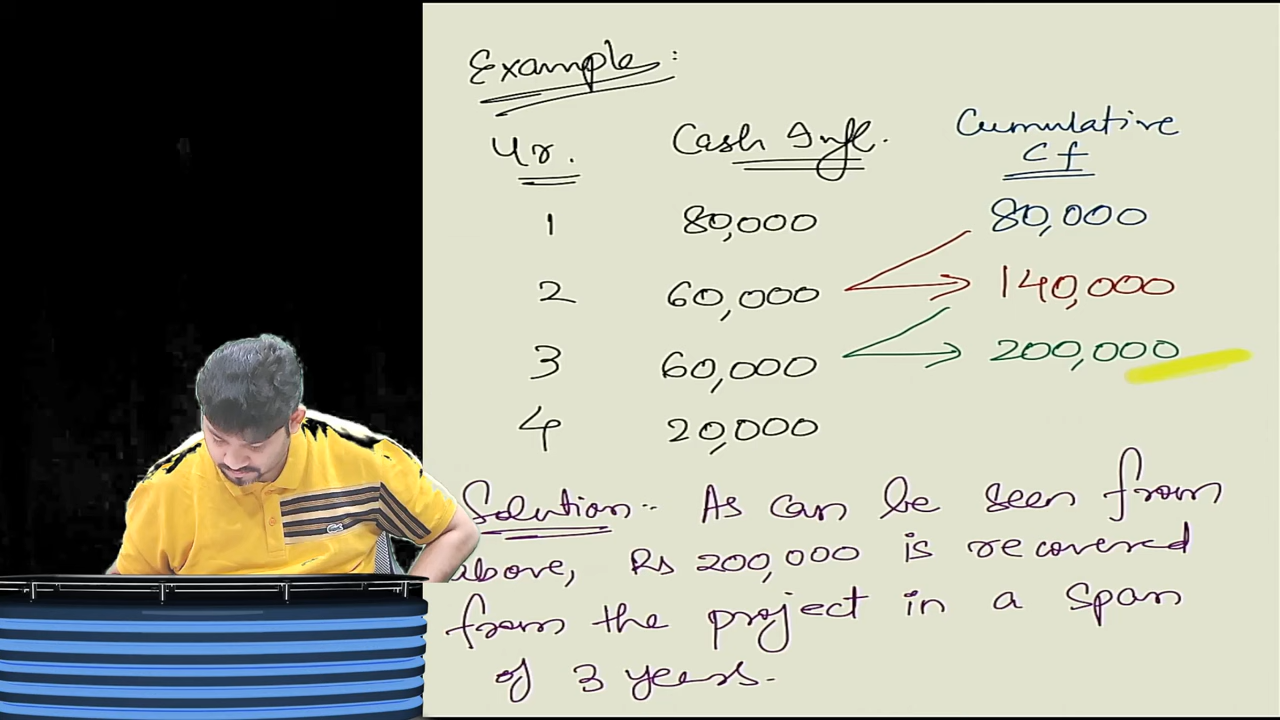 Example:
Yr. Cash Infl. Cumulative Cf
1 80,000 80,000
2 60,000 140,000
3 60,000 200,000
4 20,000
Solution:- As can be seen from
above, Rs 200,000 is recovered
from the project in a span
of 3 years.